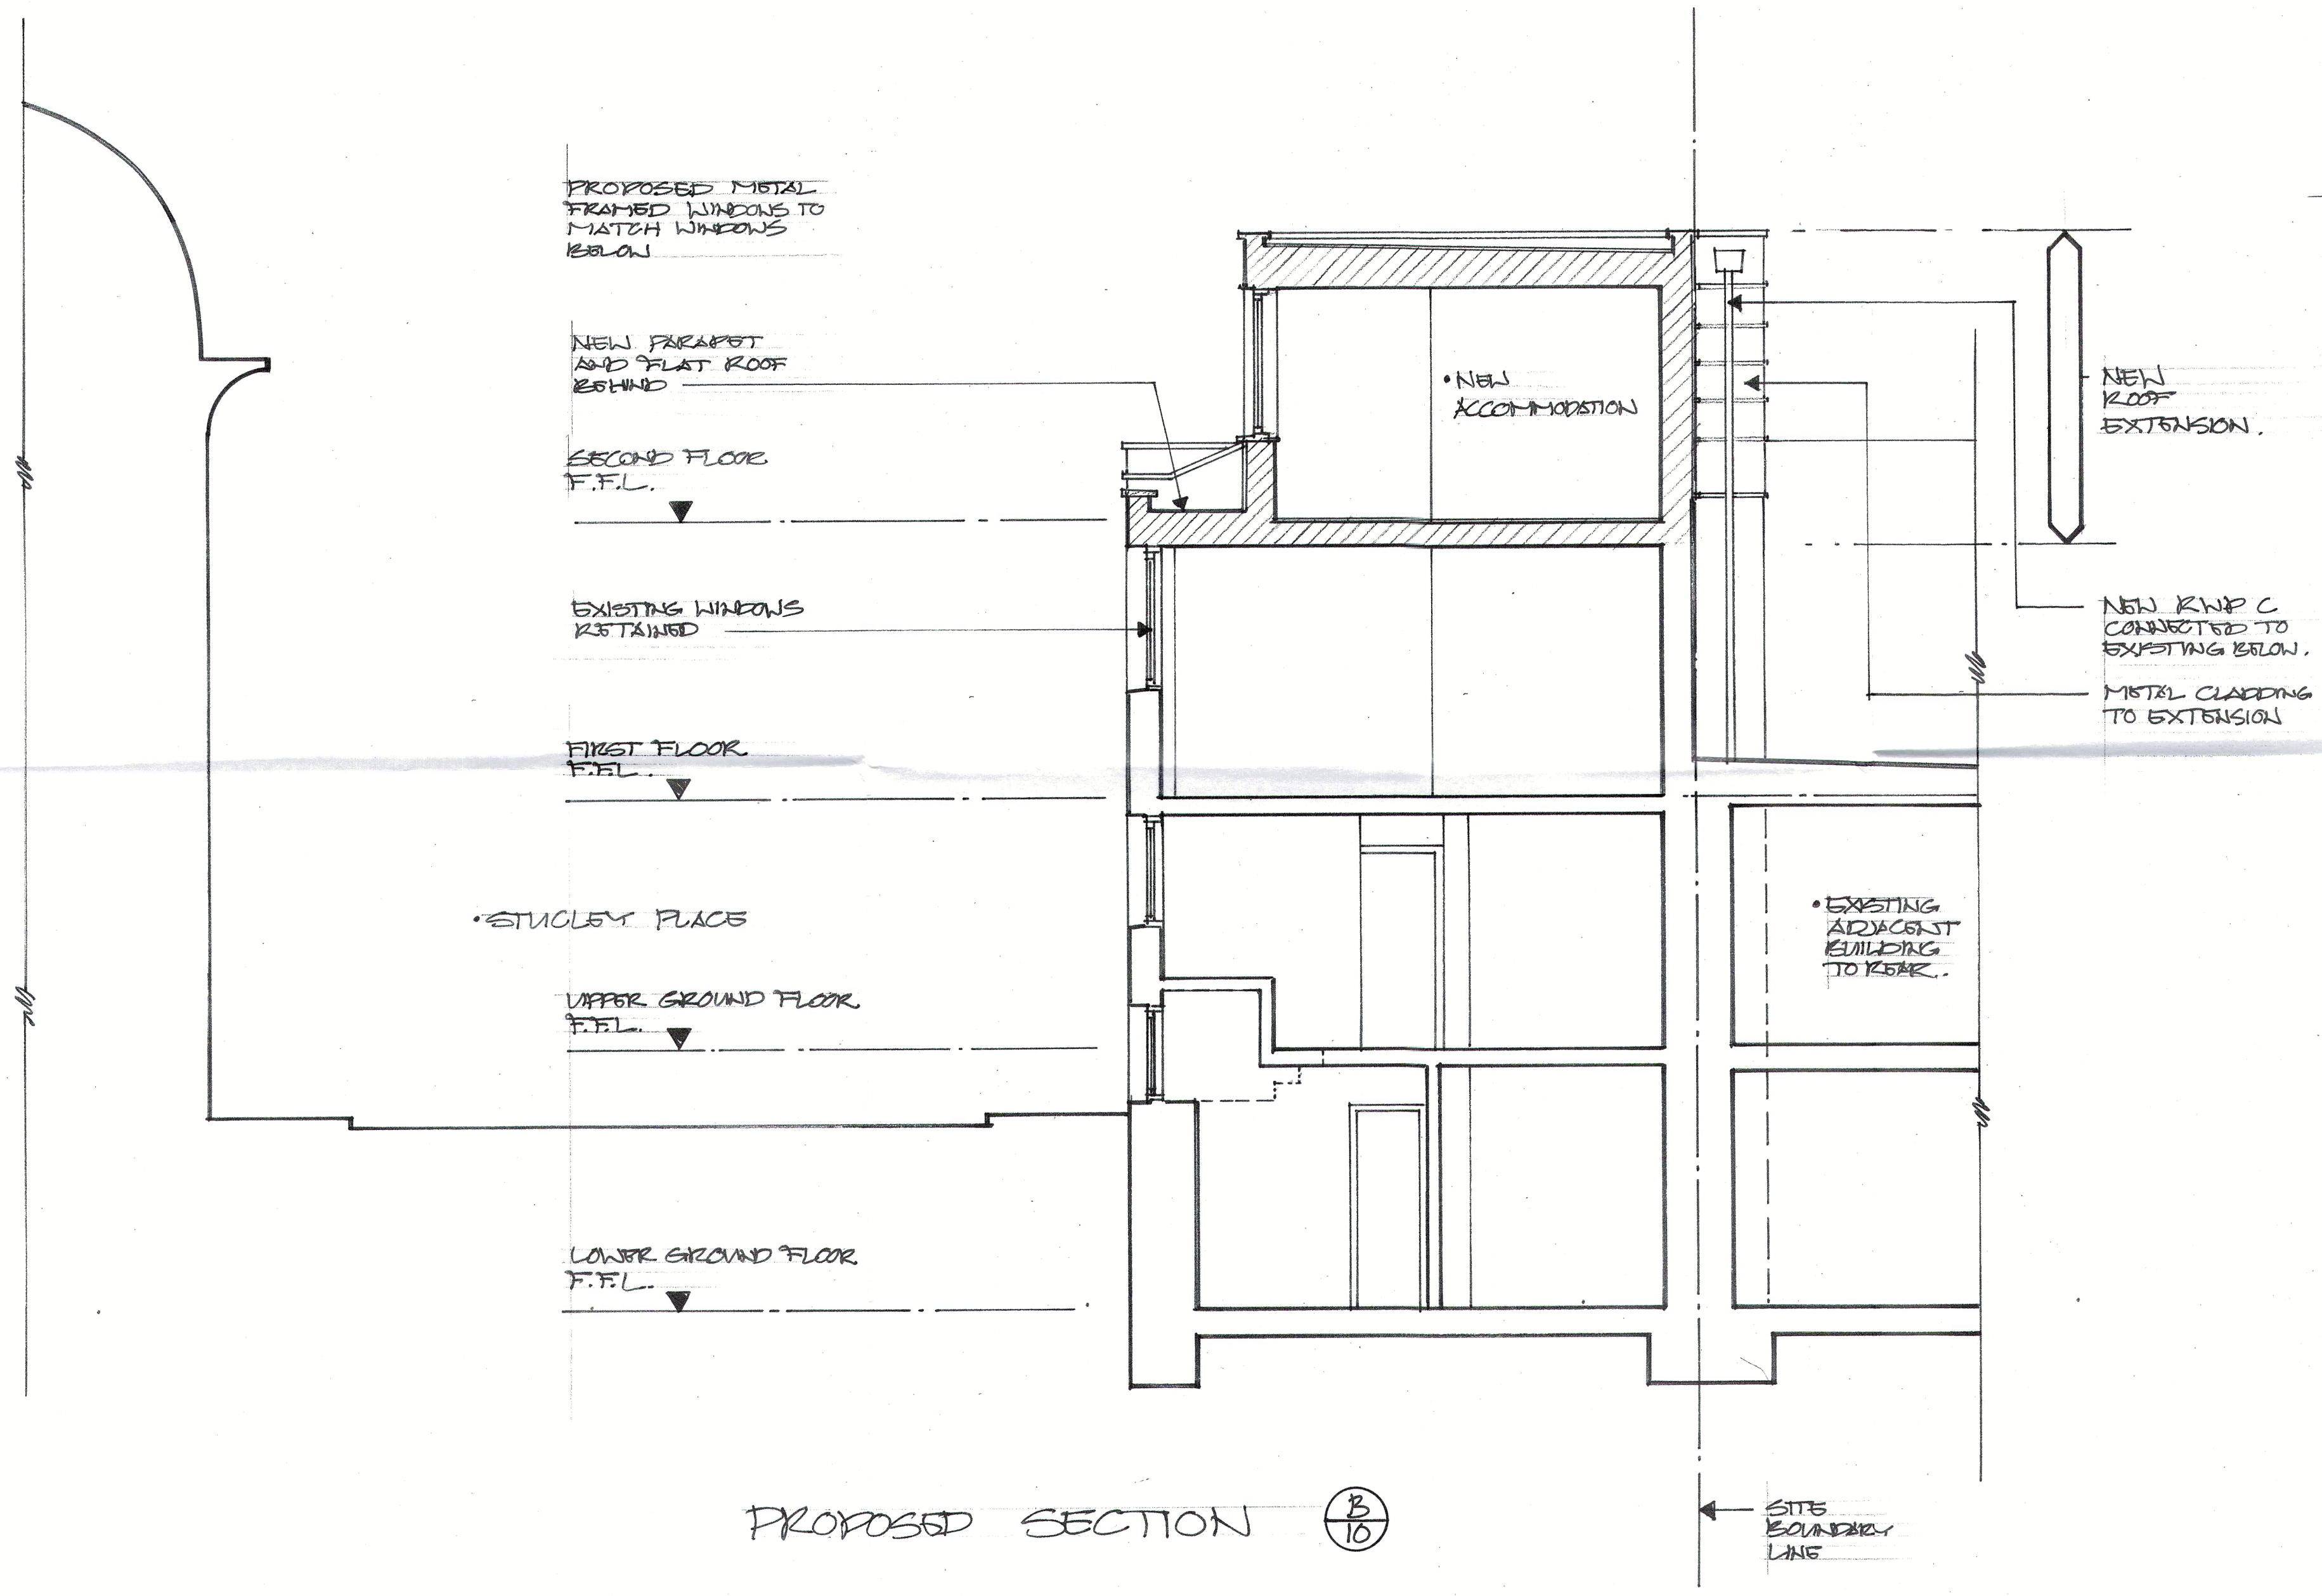 PROPOSED METAL
FRAMED WINDOWS TO
MATCH WINDOWS
BELOW
NEW PARAPET
AND FLAT ROOF
BEHIND
SECOND FLOOR
F.F.L.
EXISTING WINDOWS
RETAINED
FIRST FLOOR
F.F.L.
• STUCLEY PLACE
UPPER GROUND FLOOR
F.F.L.
LOWER GROUND FLOOR
F.F.L.
• NEW
ACCOMMODATION
NEW
ROOF
EXTENSION.
NEW RWP C
CONNECTED TO
EXISTING BELOW.
METAL CLADDING
TO EXTENSION
• EXISTING
ADJACENT
BUILDING
TO REAR.
PROPOSED SECTION
B
10
SITE
BOUNDARY
LINE